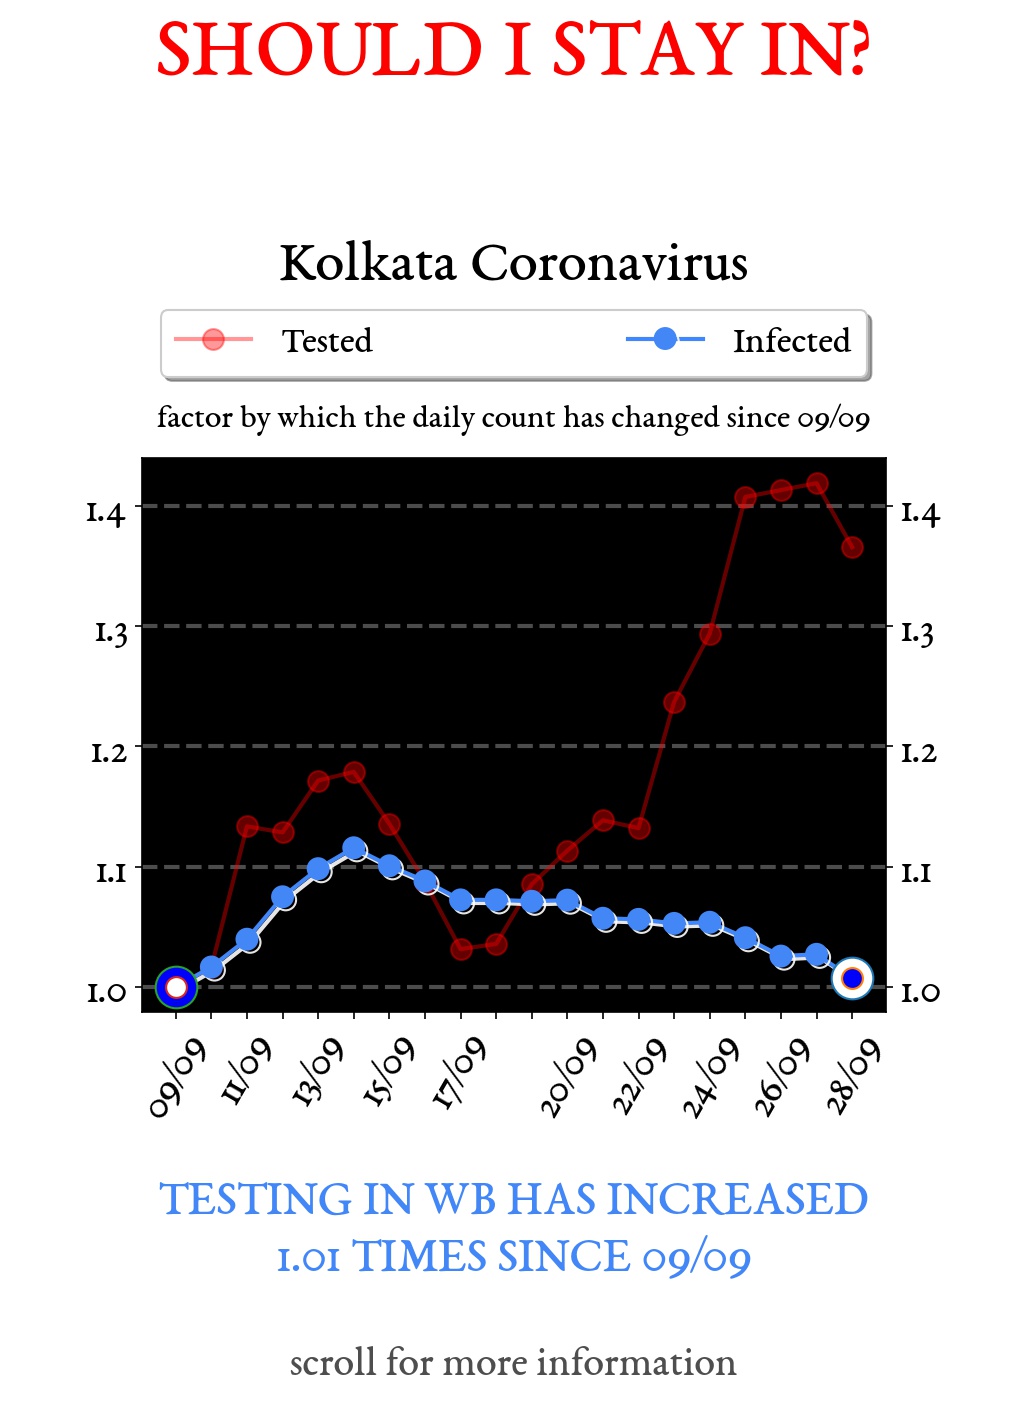 SHOULD I STAY IN?
Kolkata Coronavirus
Tested Infected
factor by which the daily count has changed since 09/09
1.4 1.4
1.3 1.3
1.2 1.2
1.1 1.1
1.0 1.0
09/09 11/09 13/09 15/09 17/09 20/09 22/09 24/09 26/09 28/09
TESTING IN WB HAS INCREASED
1.01 TIMES SINCE 09/09
scroll for more information